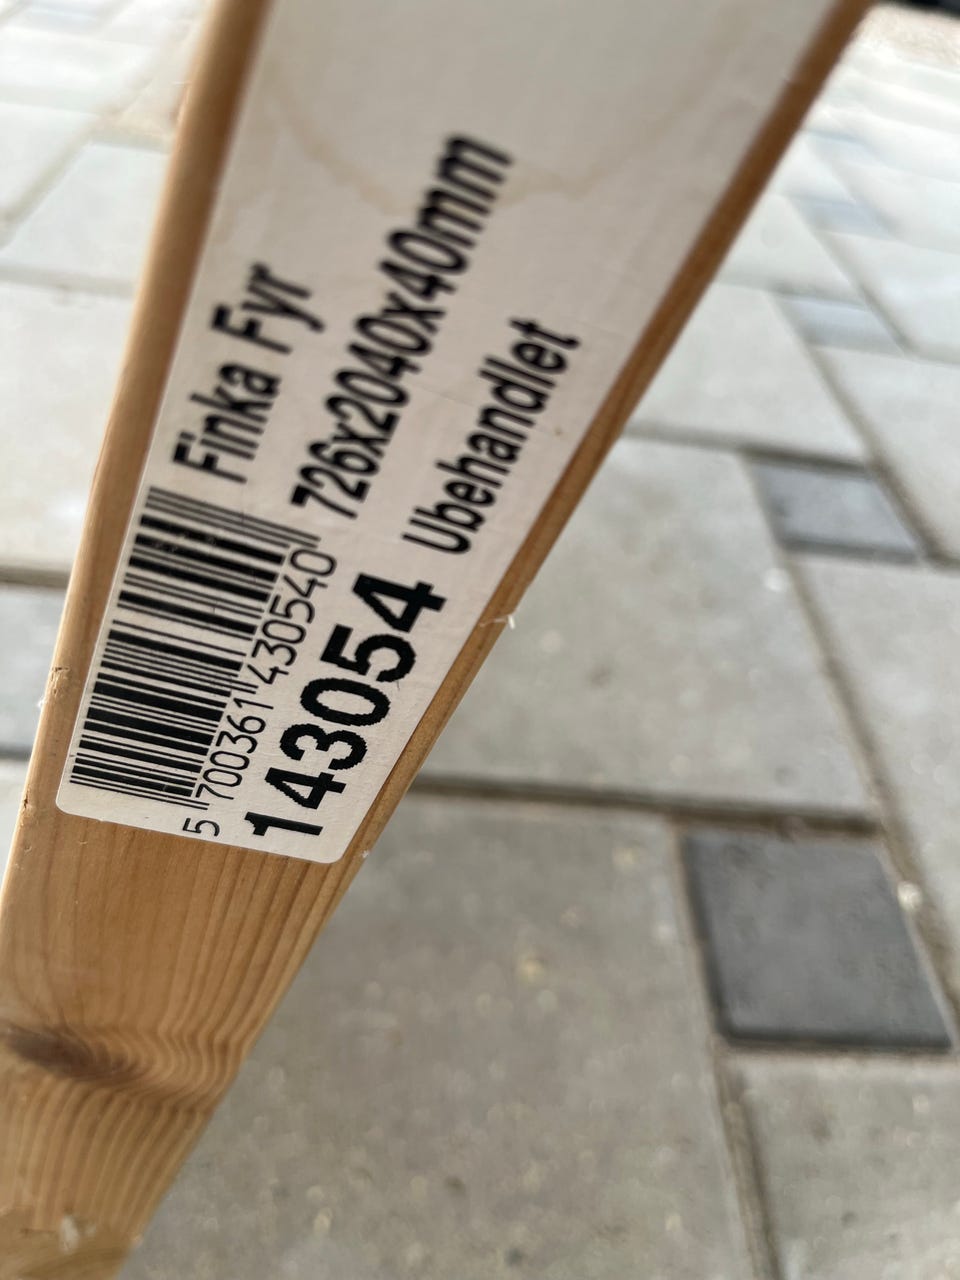 Finka Fyr
726x2040x40mm
Ubehandlet
5 700361 430540
143054